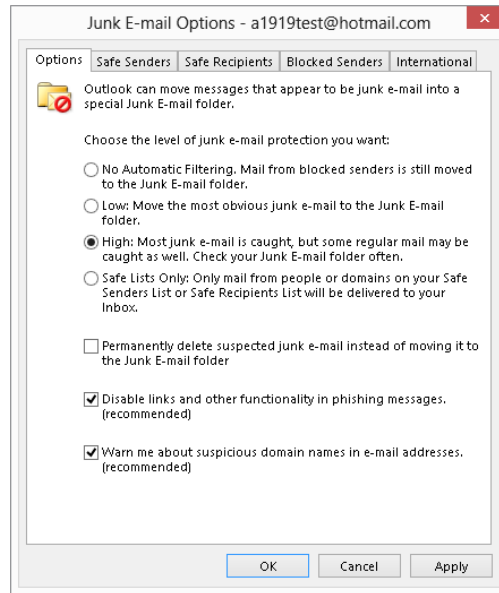 Junk E-mail Options - a1919test@hotmail.com
Options Safe Senders Safe Recipients Blocked Senders International
Outlook can move messages that appear to be junk e-mail into a
special Junk E-mail folder.
Choose the level of junk e-mail protection you want:
No Automatic Filtering. Mail from blocked senders is still moved
to the Junk E-mail folder.
Low: Move the most obvious junk e-mail to the Junk E-mail
folder.
High: Most junk e-mail is caught, but some regular mail may be
caught as well. Check your Junk E-mail folder often.
Safe Lists Only: Only mail from people or domains on your Safe
Senders List or Safe Recipients List will be delivered to your
Inbox.
Permanently delete suspected junk e-mail instead of moving it to
the Junk E-mail folder
Disable links and other functionality in phishing messages.
(recommended)
Warn me about suspicious domain names in e-mail addresses.
(recommended)
OK Cancel Apply